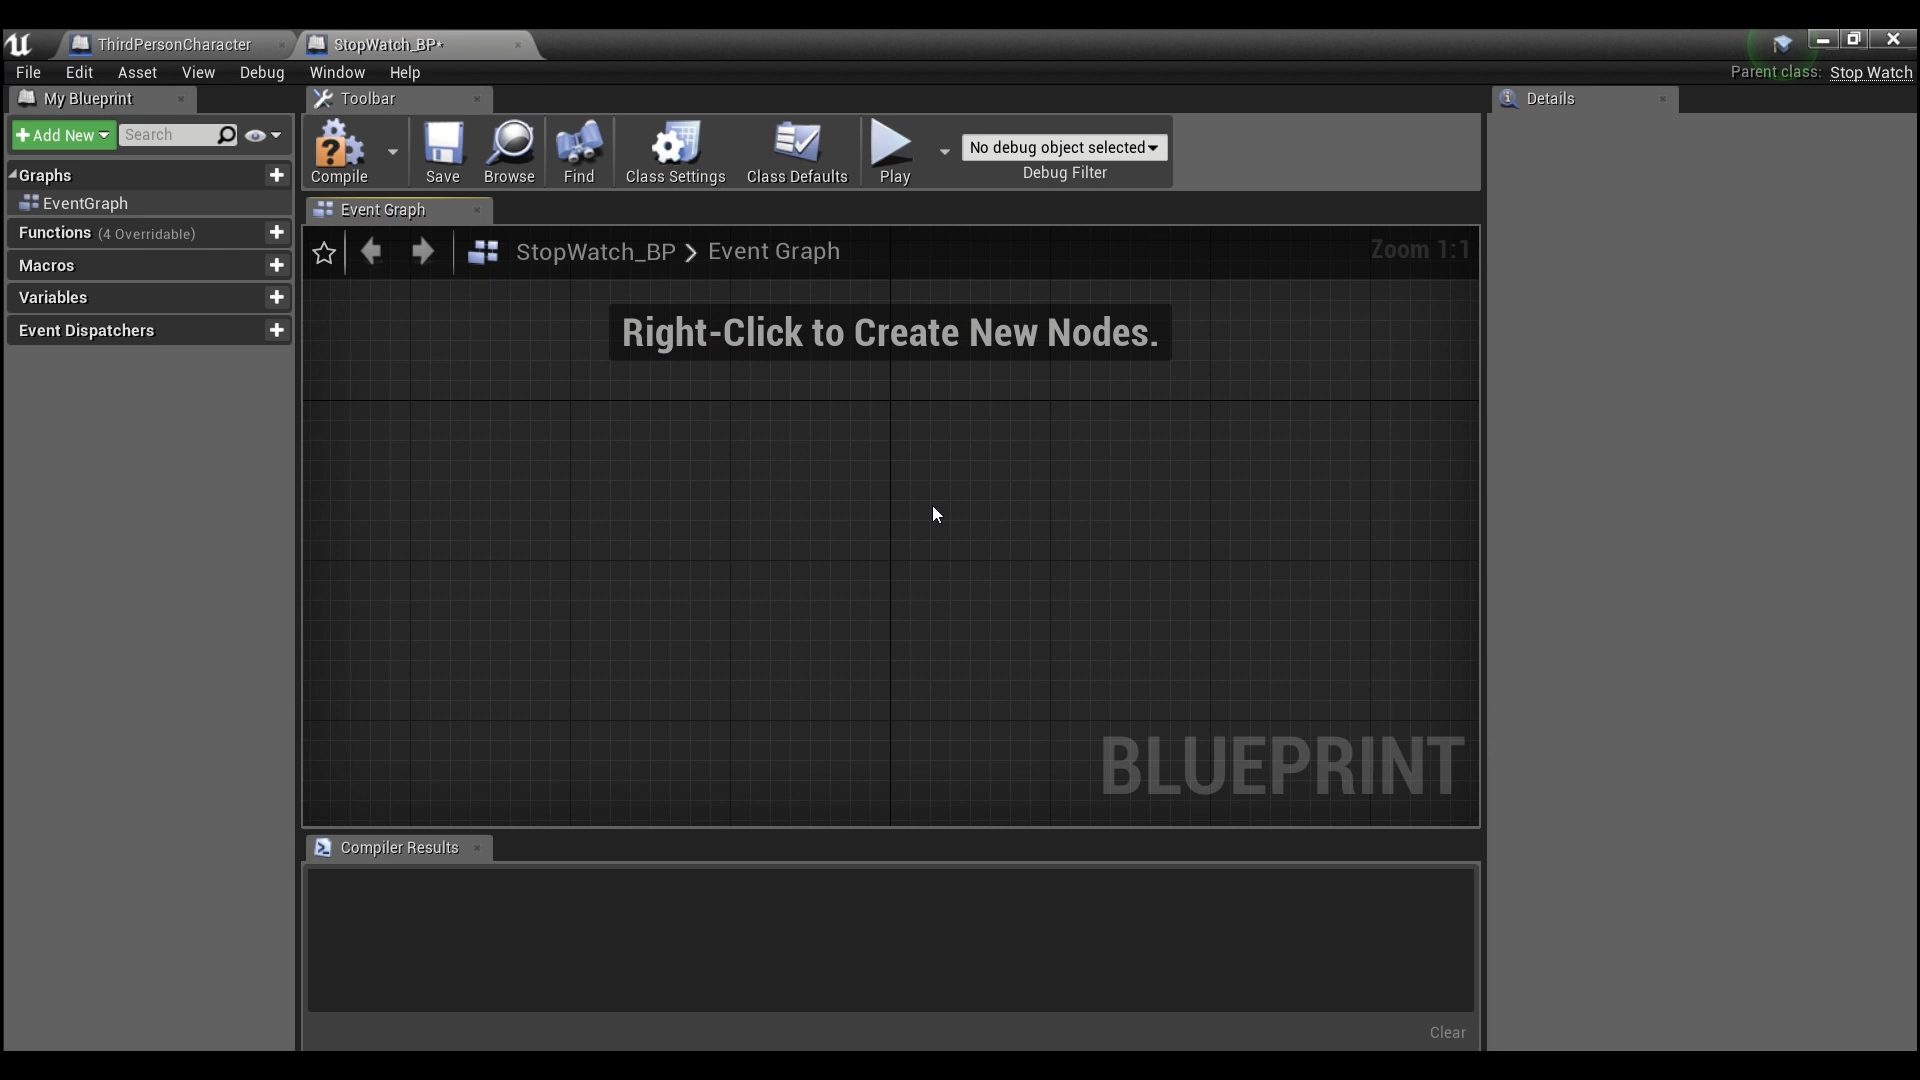 ThirdPersonCharacter
StopWatch_BP*
File Edit Asset View Debug Window Help
Parent class: Stop Watch
My Blueprint
Toolbar
Details
Add New
Search
Compile
Save
Browse
Find
Class Settings
Class Defaults
Play
No debug object selected
Debug Filter
Graphs
EventGraph
Functions (4 Overridable)
Macros
Variables
Event Dispatchers
Event Graph
StopWatch_BP > Event Graph
Zoom 1:1
Right-Click to Create New Nodes.
BLUEPRINT
Compiler Results
Clear